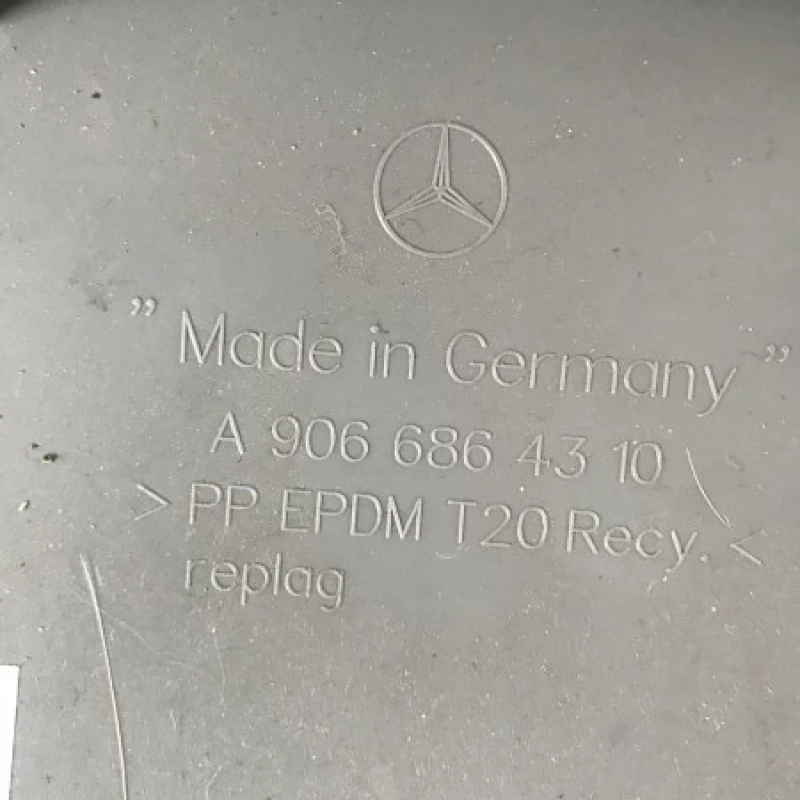 ” Made in Germany ”
A 906 686 43 10
> PP EPDM T20 Recy. <
replag